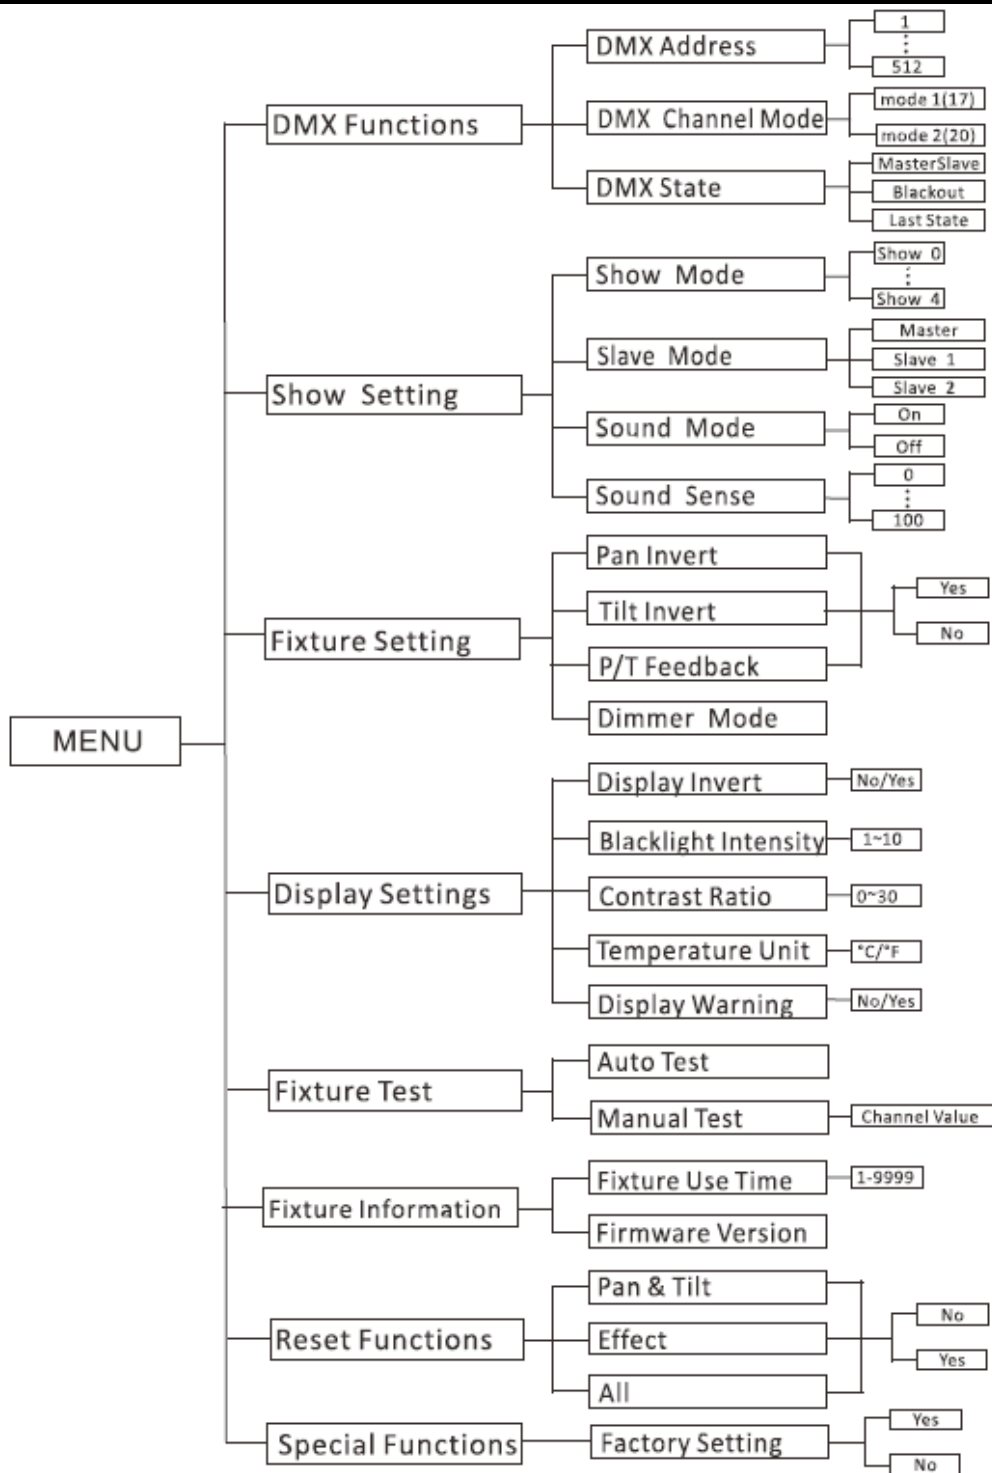 DMX Address
1
512
DMX Functions
DMX Channel Mode
mode 1(17)
mode 2(20)
DMX State
MasterSlave
Blackout
Last State
Show Mode
Show 0
Show 4
Show Setting
Slave Mode
Master
Slave 1
Slave 2
Sound Mode
On
Off
Sound Sense
0
100
Fixture Setting
Pan Invert
Tilt Invert
P/T Feedback
Yes
No
Dimmer Mode
MENU
Display Settings
Display Invert
No/Yes
Blacklight Intensity
1~10
Contrast Ratio
0~30
Temperature Unit
°C/°F
Display Warning
No/Yes
Fixture Test
Auto Test
Manual Test
Channel Value
Fixture Information
Fixture Use Time
1-9999
Firmware Version
Reset Functions
Pan & Tilt
Effect
All
No
Yes
Special Functions
Factory Setting
Yes
No